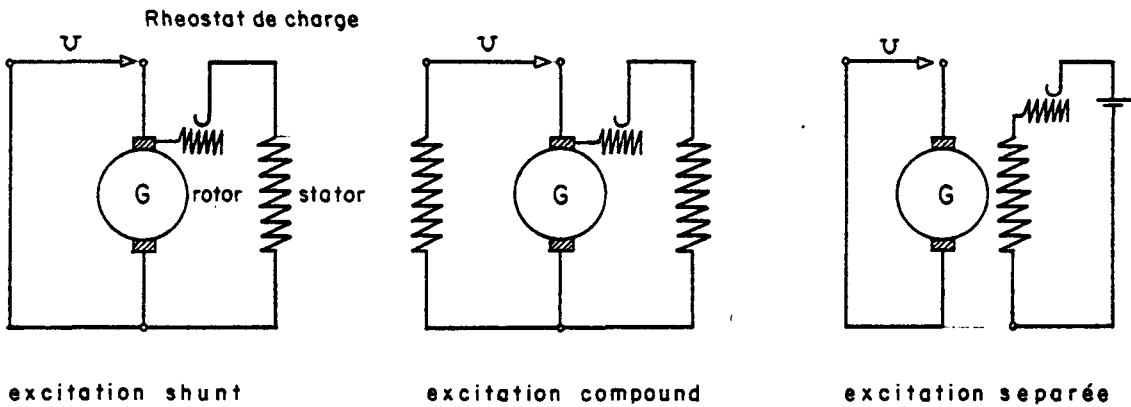 Rheostat de charge
U
U
U
G rotor stator
G
G
excitation shunt
excitation compound
excitation separée